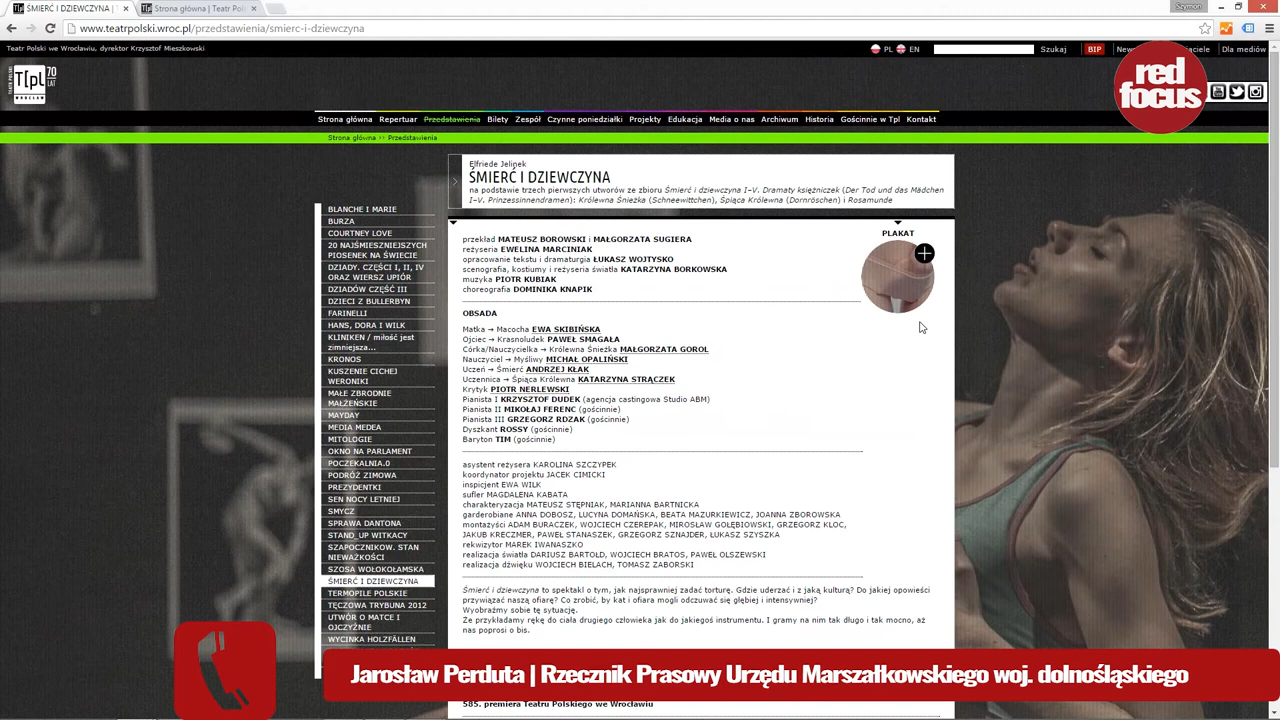 ŚMIERĆ I DZIEWCZYNA | T
Strona główna | Teatr Pol
Szymon
www.teatrpolski.wroc.pl/przedstawienia/smierc-i-dziewczyna
Teatr Polski we Wrocławiu, dyrektor Krzysztof Mieszkowski
PL EN Szukaj BIP Dla mediów
T[pl 70 LAT
WROCŁAW
red
focus
You Tube
Strona główna Repertuar Przedstawienia Bilety Zespół Czynne poniedziałki Projekty Edukacja Media o nas Archiwum Historia Gościnnie w Tpl Kontakt
Strona główna >> Przedstawienia
Elfriede Jelinek
ŚMIERĆ I DZIEWCZYNA
na podstawie trzech pierwszych utworów ze zbioru Śmierć i dziewczyna I–V. Dramaty księżniczek (Der Tod und das Mädchen
I–V. Prinzessinnendramen): Królewna Śnieżka (Schneewittchen), Śpiąca Królewna (Dornröschen) i Rosamunde
BLANCHE I MARIE
BURZA
COURTNEY LOVE
20 NAJŚMIESZNIEJSZYCH
PIOSENEK NA ŚWIECIE
DZIADY. CZĘŚCI I, II, IV
ORAZ WIERSZ UPIÓR
DZIADÓW CZĘŚĆ III
DZIECI Z BULLERBYN
FARINELLI
HANS, DORA I WILK
KLINIKEN / miłość jest
zimniejsza...
KRONOS
KUSZENIE CICHEJ
WERONIKI
MAŁE ZBRODNIE
MAŁŻEŃSKIE
MAYDAY
MEDIA MEDEA
MITOLOGIE
OKNO NA PARLAMENT
POCZEKALNIA.0
PODRÓŻ ZIMOWA
PREZYDENTKI
SEN NOCY LETNIEJ
SMYCZ
SPRAWA DANTONA
STAND_UP WITKACY
SZAPOCZNIKOW. STAN
NIEWAŻKOŚCI
SZOSA WOŁOKOŁAMSKA
ŚMIERĆ I DZIEWCZYNA
TERMOPILE POLSKIE
TĘCZOWA TRYBUNA 2012
UTWÓR O MATCE I
OJCZYŹNIE
WYCINKA HOLZFÄLLEN
PLAKAT
przekład MATEUSZ BOROWSKI i MAŁGORZATA SUGIERA
reżyseria EWELINA MARCINIAK
opracowanie tekstu i dramaturgia ŁUKASZ WOJTYSKO
scenografia, kostiumy i reżyseria światła KATARZYNA BORKOWSKA
muzyka PIOTR KUBIAK
choreografia DOMINIKA KNAPIK
OBSADA
Matka → Macocha EWA SKIBIŃSKA
Ojciec → Krasnoludek PAWEŁ SMAGAŁA
Córka/Nauczycielka → Królewna Śnieżka MAŁGORZATA GOROL
Nauczyciel → Myśliwy MICHAŁ OPALIŃSKI
Uczeń → Śmierć ANDRZEJ KŁAK
Uczennica → Śpiąca Królewna KATARZYNA STRĄCZEK
Krytyk PIOTR NERLEWSKI
Pianista I KRZYSZTOF DUDEK (agencja castingowa Studio ABM)
Pianista II MIKOŁAJ FERENC (gościnnie)
Pianista III GRZEGORZ RDZAK (gościnnie)
Dyszkant ROSSY (gościnnie)
Baryton TIM (gościnnie)
asystent reżysera KAROLINA SZCZYPEK
koordynator projektu JACEK CIMICKI
inspicjent EWA WILK
sufler MAGDALENA KABATA
charakteryzacja MATEUSZ STĘPNIAK, MARIANNA BARTNICKA
garderobiane ANNA DOBOSZ, LUCYNA DOMAŃSKA, BEATA MAZURKIEWICZ, JOANNA ZBOROWSKA
montażyści ADAM BURACZEK, WOJCIECH CZEREPAK, MIROSŁAW GOŁĘBIOWSKI, GRZEGORZ KLOC,
JAKUB KRECZMER, PAWEŁ STANASZEK, GRZEGORZ SZNAJDER, ŁUKASZ SZYSZKA
rekwizytor MAREK IWANASZKO
realizacja światła DARIUSZ BARTOŁD, WOJCIECH BRATOS, PAWEŁ OLSZEWSKI
realizacja dźwięku WOJCIECH BIELACH, TOMASZ ZABORSKI
Śmierć i dziewczyna to spektakl o tym, jak najsprawniej zadać torturę. Gdzie uderzać i z jaką kulturą? Do jakiej opowieści
przywiązać naszą ofiarę? Co zrobić, by kat i ofiara mogli odczuwać się głębiej i intensywniej?
Wyobraźmy sobie tę sytuację.
Że przykładamy rękę do ciała drugiego człowieka jak do jakiegoś instrumentu. I gramy na nim tak długo i tak mocno, aż
nas poprosi o bis.
Jarosław Perduta | Rzecznik Prasowy Urzędu Marszałkowskiego woj. dolnośląskiego
585. premiera Teatru Polskiego we Wrocławiu